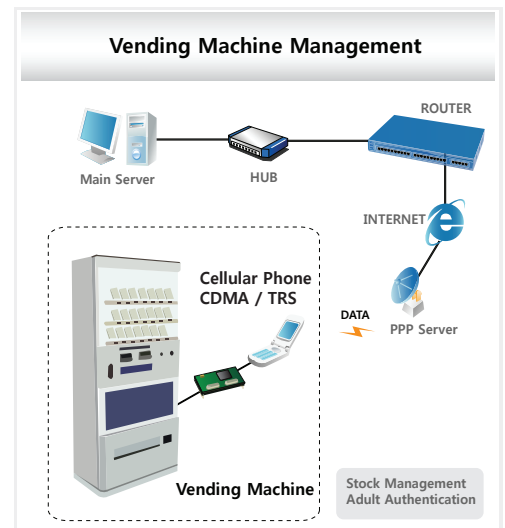 Vending Machine Management
ROUTER
Main Server
HUB
INTERNET
Cellular Phone
CDMA / TRS
DATA
PPP Server
Vending Machine
Stock Management
Adult Authentication